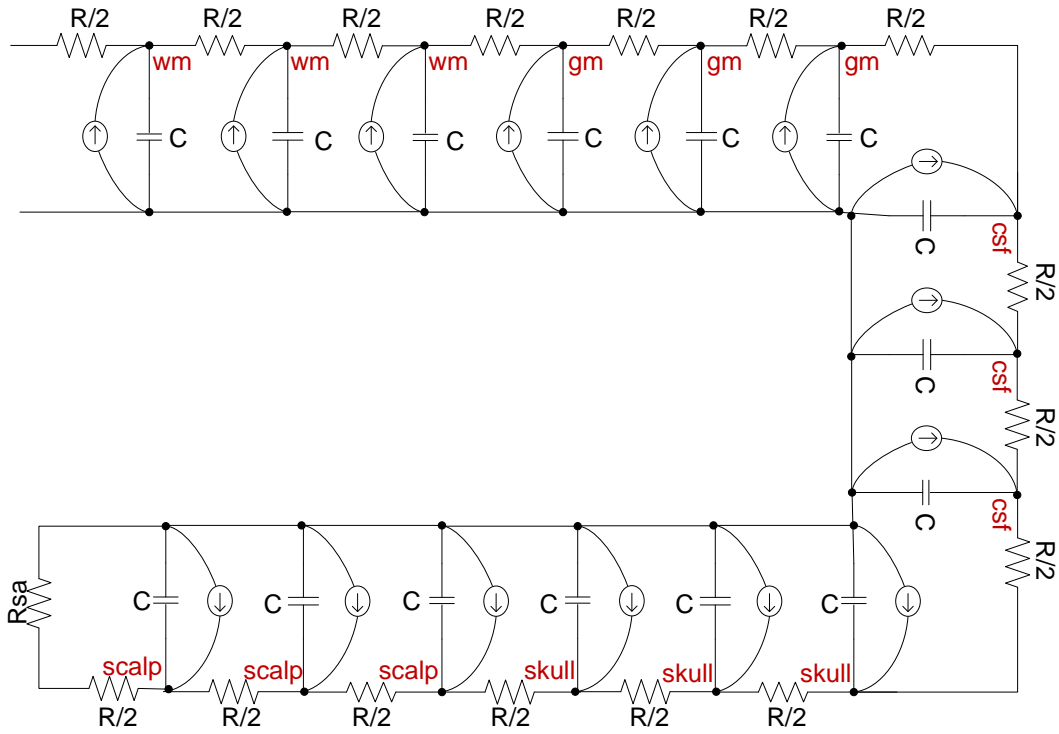 R/2 R/2 R/2 R/2 R/2 R/2 R/2
wm wm wm gm gm gm
C C C C C C
C
csf
R/2
C
csf
R/2
C
csf
R/2
Rsa
C C C C C C
scalp scalp scalp skull skull skull
R/2 R/2 R/2 R/2 R/2 R/2